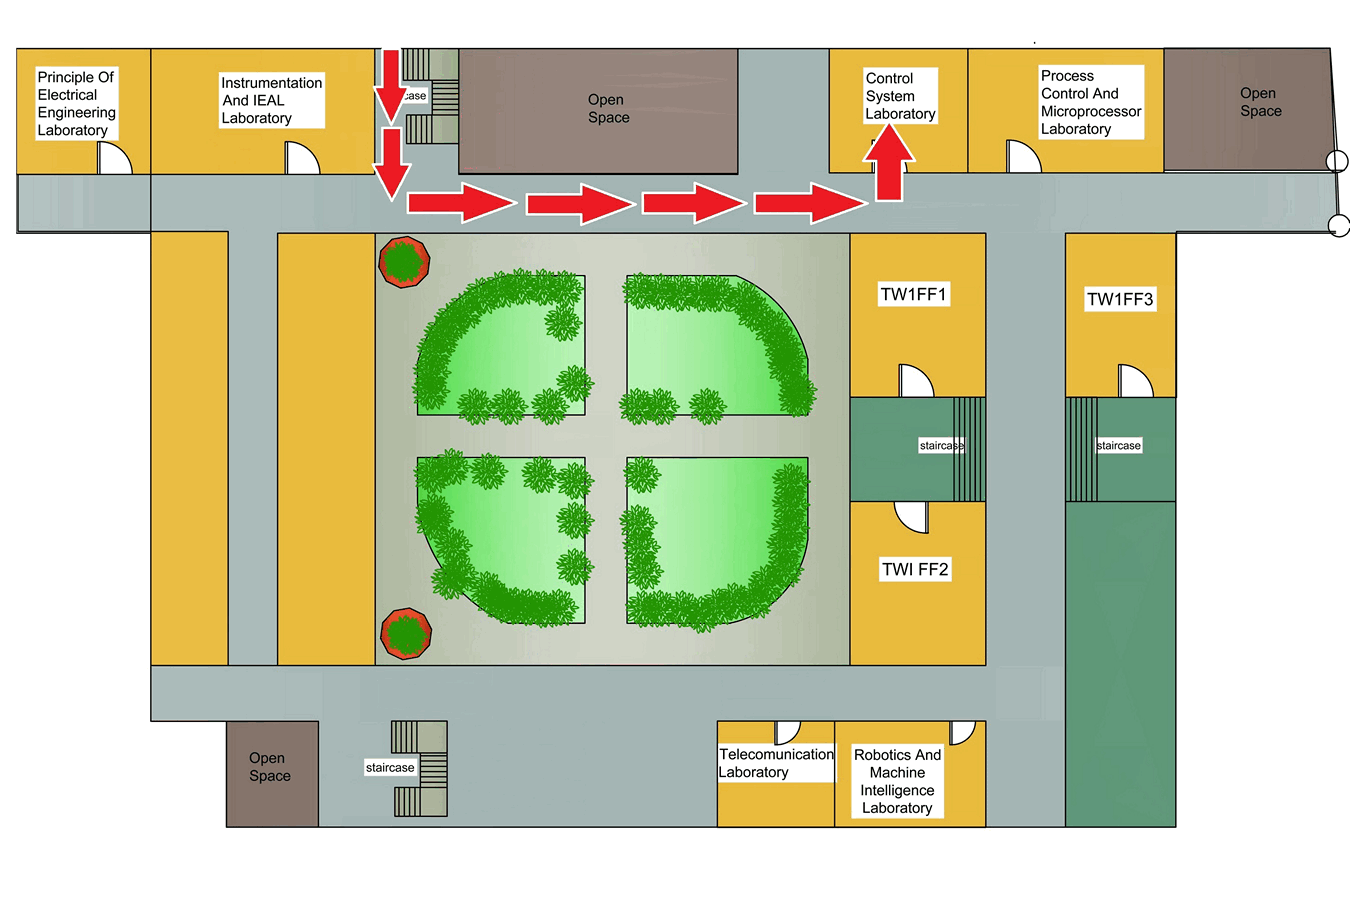 Principle Of
Electrical
Engineering
Laboratory
Instrumentation
And IEAL
Laboratory
case
Open
Space
Control
System
Laboratory
Process
Control And
Microprocessor
Laboratory
Open
Space
TW1FF1
TW1FF3
staircase
staircase
TWI FF2
Open
Space
staircase
Telecomunication
Laboratory
Robotics And
Machine
Intelligence
Laboratory